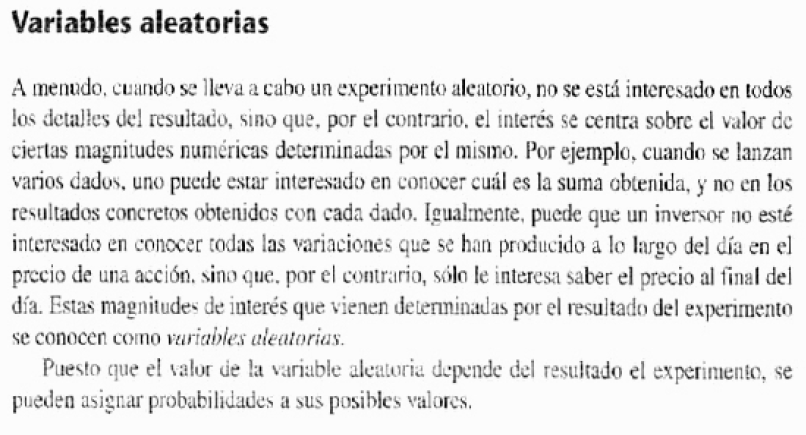 Variables aleatorias
A menudo, cuando se lleva a cabo un experimento aleatorio, no se está interesado en todos
los detalles del resultado, sino que, por el contrario, el interés se centra sobre el valor de
ciertas magnitudes numéricas determinadas por el mismo. Por ejemplo, cuando se lanzan
varios dados, uno puede estar interesado en conocer cuál es la suma obtenida, y no en los
resultados concretos obtenidos con cada dado. Igualmente, puede que un inversor no esté
interesado en conocer todas las variaciones que se han producido a lo largo del día en el
precio de una acción, sino que, por el contrario, sólo le interesa saber el precio al final del
día. Estas magnitudes de interés que vienen determinadas por el resultado del experimento
se conocen como variables aleatorias.
Puesto que el valor de la variable aleatoria depende del resultado el experimento, se
pueden asignar probabilidades a sus posibles valores.